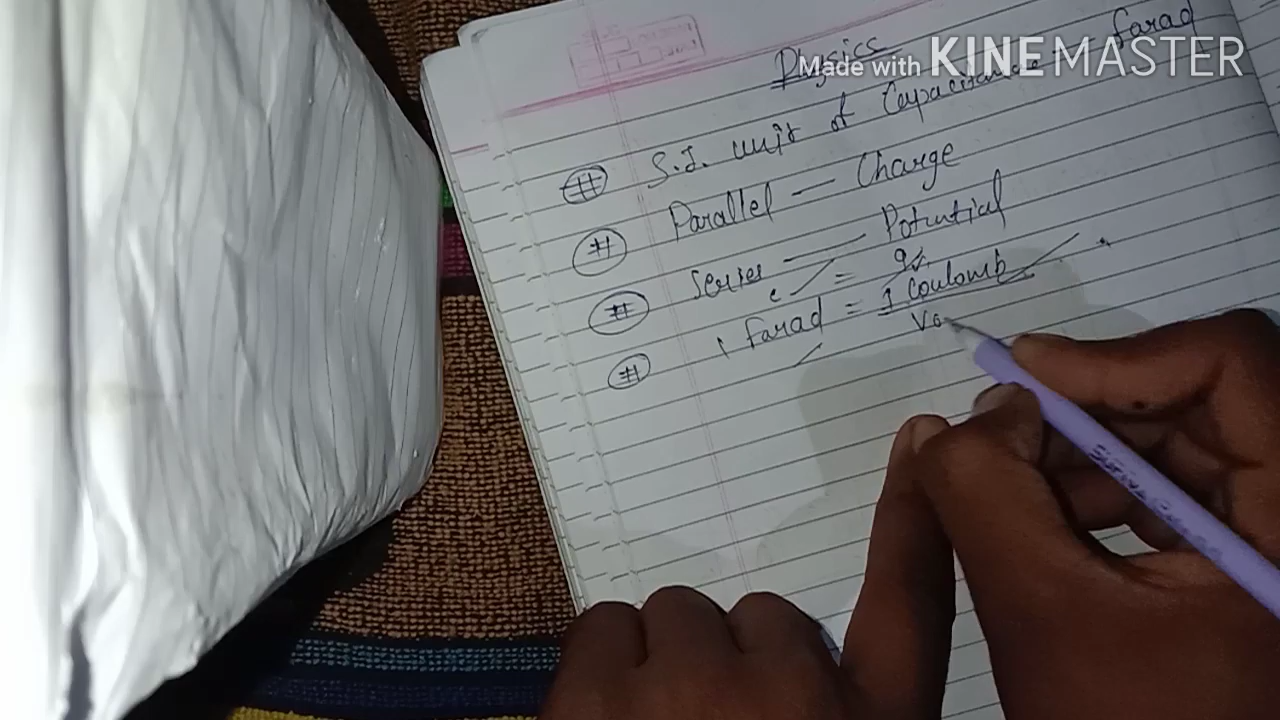 Made with KINEMASTER
Physics
# S.I. unit of Capacitance farad
# Parallel — Charge
# Series — Potential
c = q
# 1 farad = 1 Coulomb
Vo